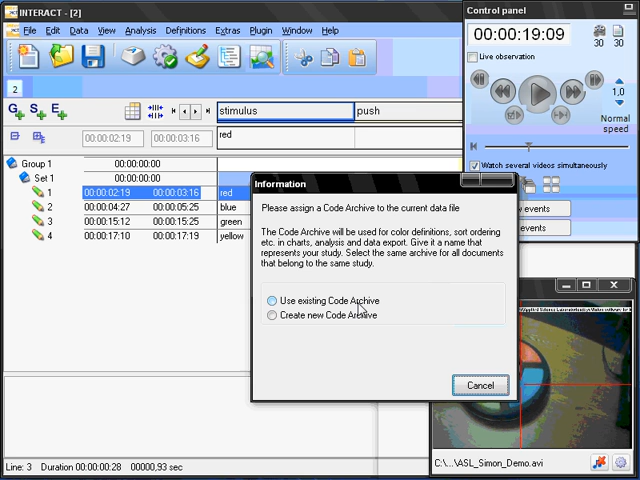 INTERACT - [2]
File Edit Data View Analysis Definitions Extras Plugin Window Help
2
G S E
stimulus push
00:00:02:19 00:00:03:16 red
Group 1 00:00:00:00
Set 1 00:00:00:00
1 00:00:02:19 00:00:03:16 red
2 00:00:04:27 00:00:05:25 blue
3 00:00:15:12 00:00:15:25 green
4 00:00:17:10 00:00:17:19 yellow
Line: 3 Duration 00:00:00:28 00000,93 sec
Control panel
00:00:19:09
30 30
Live observation
1,0
Normal
speed
Watch several videos simultaneously
events
events
Information
Please assign a Code Archive to the current data file
The Code Archive will be used for color definitions, sort ordering
etc. in charts, analysis and data export. Give it a name that
represents your study. Select the same archive for all documents
that belong to the same study.
Use existing Code Archive
Create new Code Archive
Cancel
C:\...\ASL_Simon_Demo.avi